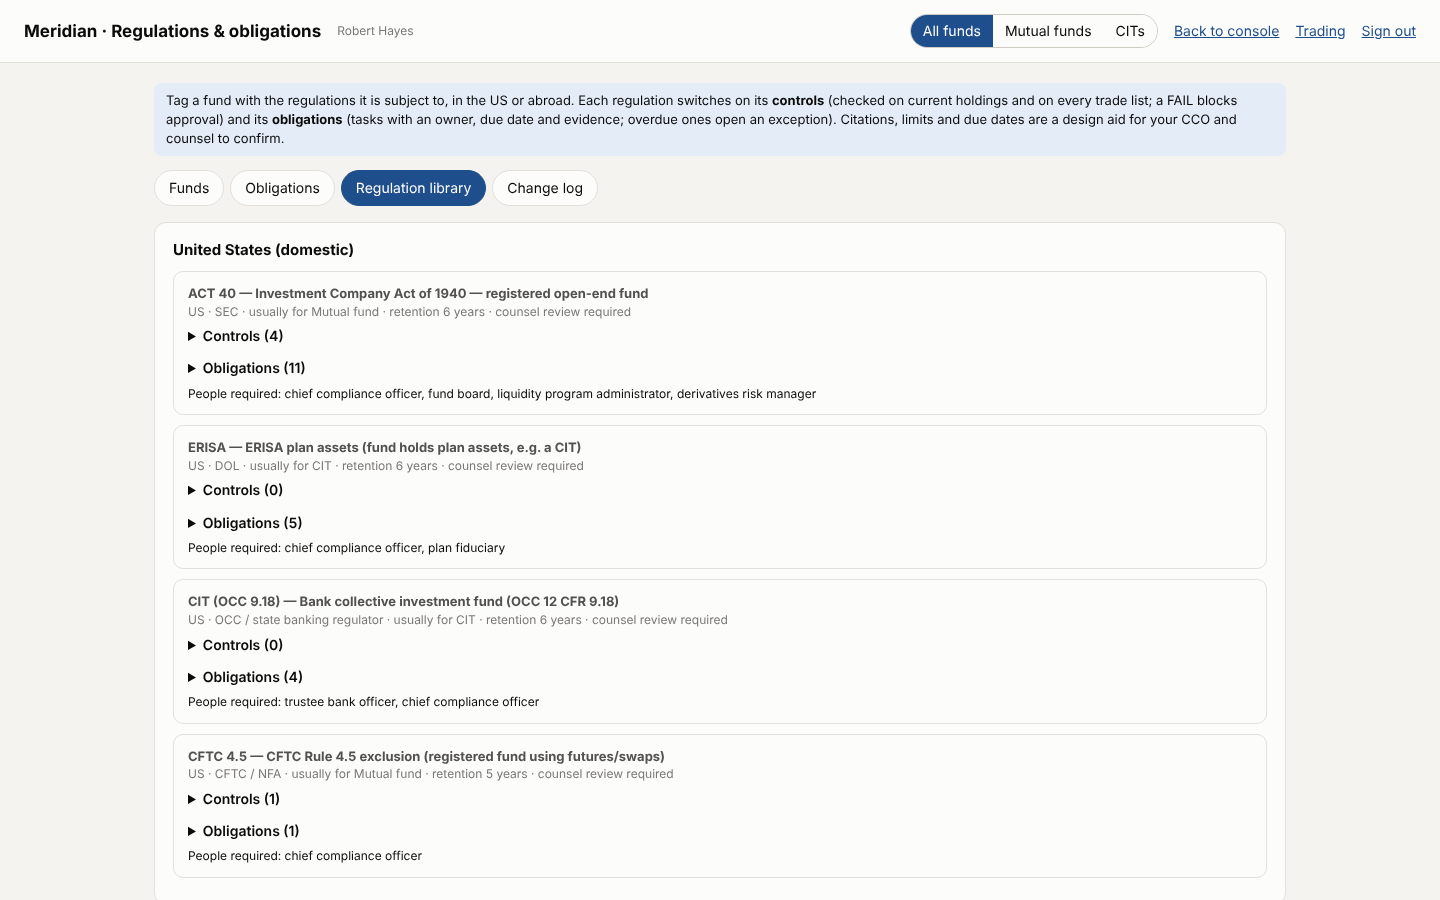 Meridian · Regulations & obligations
Robert Hayes
All funds
Mutual funds
CITs
Back to console
Trading
Sign out
Tag a fund with the regulations it is subject to, in the US or abroad. Each regulation switches on its controls (checked on current holdings and on every trade list; a FAIL blocks
approval) and its obligations (tasks with an owner, due date and evidence; overdue ones open an exception). Citations, limits and due dates are a design aid for your CCO and
counsel to confirm.
Funds
Obligations
Regulation library
Change log
United States (domestic)
ACT 40 — Investment Company Act of 1940 — registered open-end fund
US · SEC · usually for Mutual fund · retention 6 years · counsel review required
Controls (4)
Obligations (11)
People required: chief compliance officer, fund board, liquidity program administrator, derivatives risk manager
ERISA — ERISA plan assets (fund holds plan assets, e.g. a CIT)
US · DOL · usually for CIT · retention 6 years · counsel review required
Controls (0)
Obligations (5)
People required: chief compliance officer, plan fiduciary
CIT (OCC 9.18) — Bank collective investment fund (OCC 12 CFR 9.18)
US · OCC / state banking regulator · usually for CIT · retention 6 years · counsel review required
Controls (0)
Obligations (4)
People required: trustee bank officer, chief compliance officer
CFTC 4.5 — CFTC Rule 4.5 exclusion (registered fund using futures/swaps)
US · CFTC / NFA · usually for Mutual fund · retention 5 years · counsel review required
Controls (1)
Obligations (1)
People required: chief compliance officer